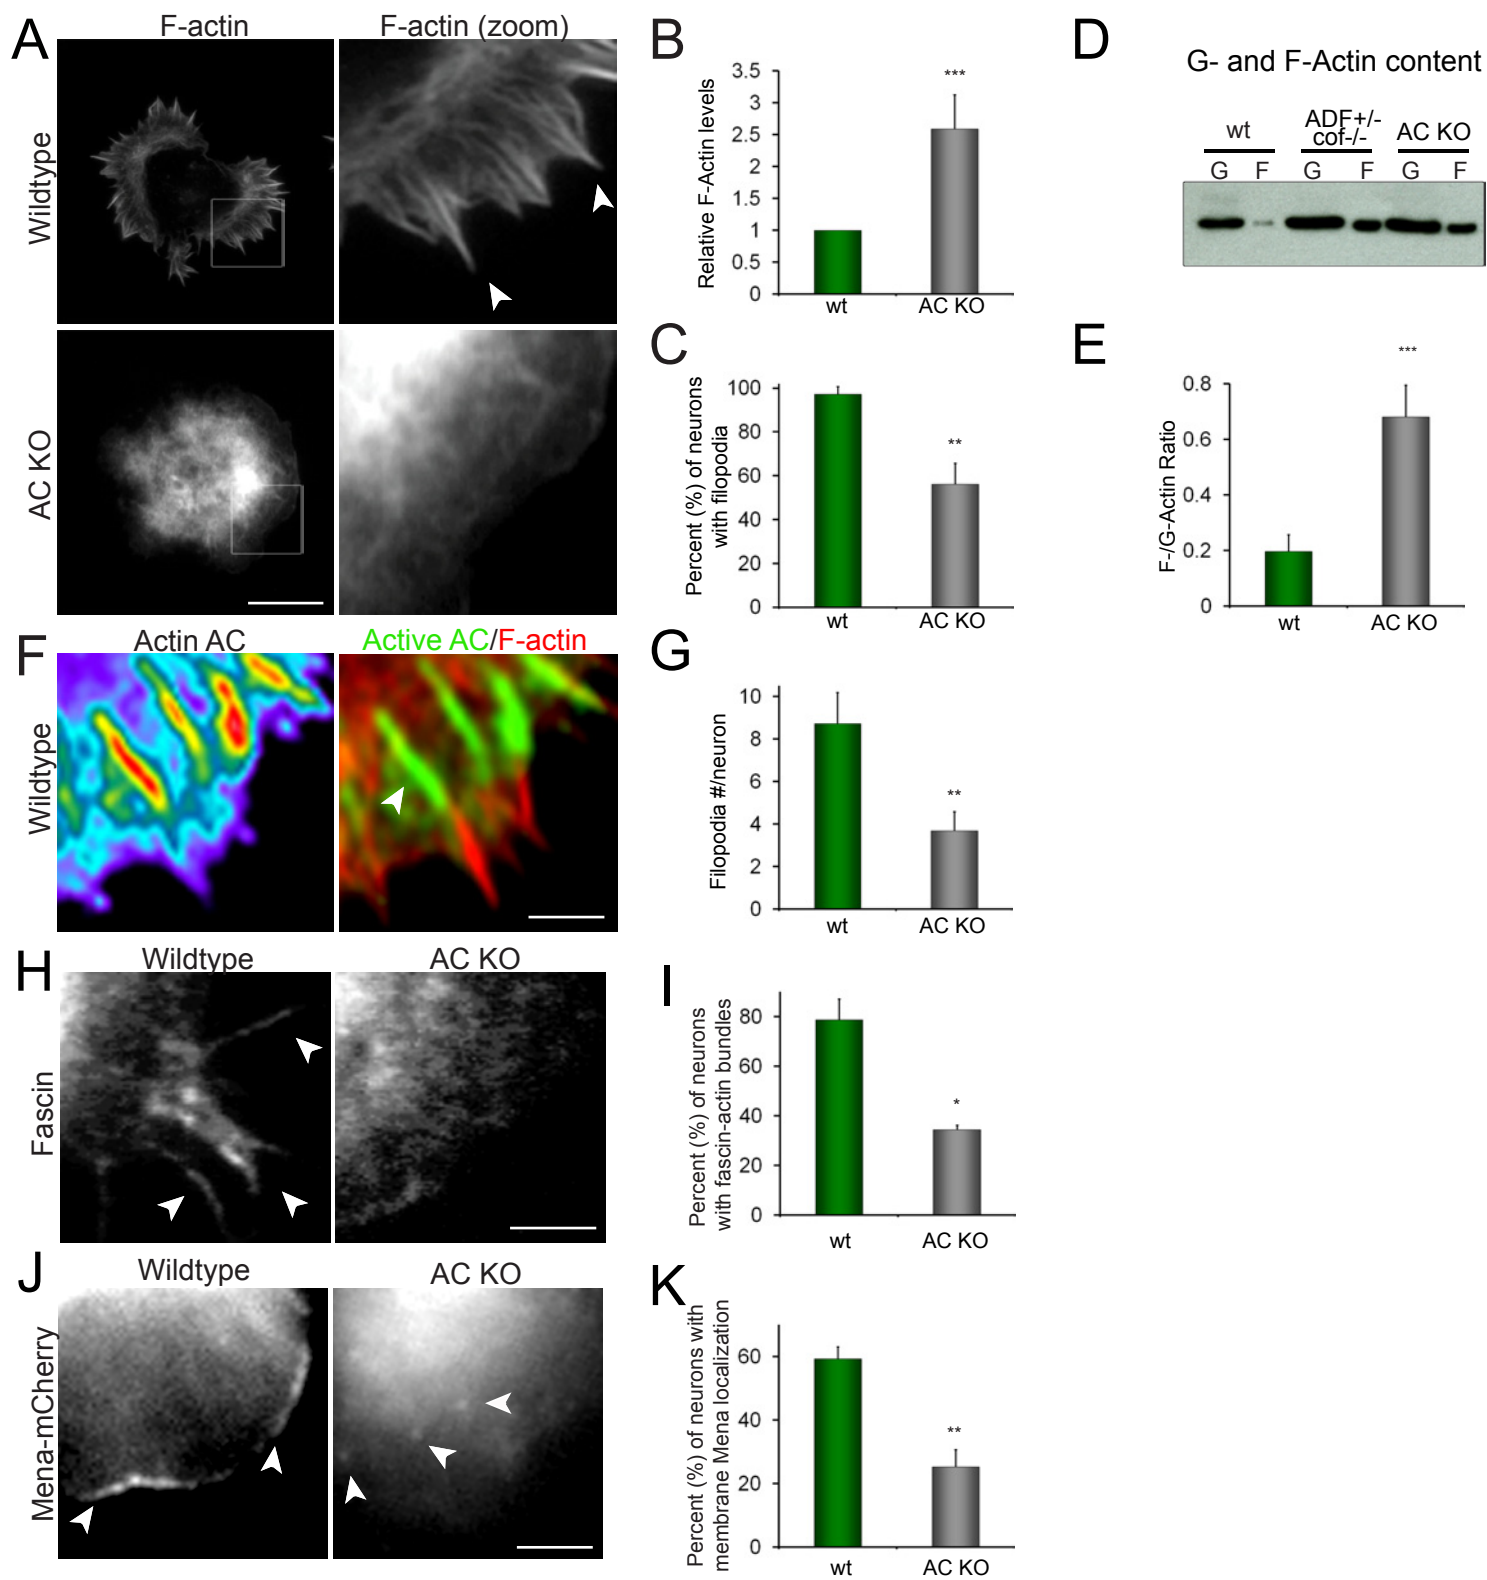 A
F-actin
F-actin (zoom)
Wildtype
AC KO
B
Relative F-Actin levels
3.5
3
2.5
2
1.5
1
0.5
0
***
wt
AC KO
C
Percent (%) of neurons
with filopodia
100
80
60
40
20
0
**
wt
AC KO
D
G- and F-Actin content
wt
ADF+/-
cof-/-
AC KO
G F G F G F
E
F-/G-Actin Ratio
0.8
0.6
0.4
0.2
0
***
wt
AC KO
F
Actin AC
Active AC/F-actin
Wildtype
G
Filopodia #/neuron
10
8
6
4
2
0
**
wt
AC KO
H
Wildtype
AC KO
Fascin
I
Percent (%) of neurons
with fascin-actin bundles
80
60
40
20
0
*
wt
AC KO
J
Wildtype
AC KO
Mena-mCherry
K
Percent (%) of neurons with
membrane Mena localization
60
40
20
0
**
wt
AC KO